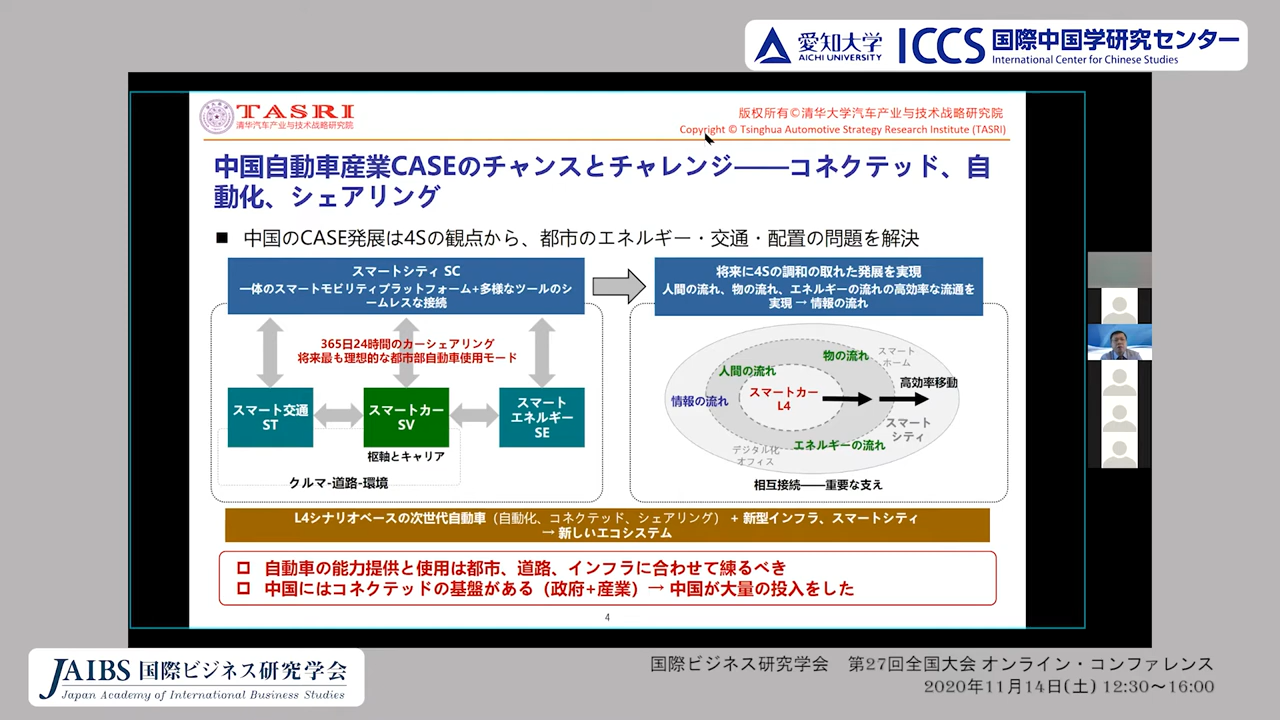 愛知大学
AICHI UNIVERSITY
ICCS 国際中国学研究センター
International Center for Chinese Studies
TASRI
清华汽车产业与技术战略研究院
版权所有©清华大学汽车产业与技术战略研究院
Copyright © Tsinghua Automotive Strategy Research Institute (TASRI)
中国自動車産業CASEのチャンスとチャレンジ——コネクテッド、自
動化、シェアリング
■ 中国のCASE発展は4Sの観点から、都市のエネルギー・交通・配置の問題を解決
スマートシティ SC
一体のスマートモビリティプラットフォーム+多様なツールのシ
ームレスな接続
365日24時間のカーシェアリング
将来最も理想的な都市部自動車使用モード
スマート交通
ST
スマートカー
SV
スマート
エネルギー
SE
枢軸とキャリア
クルマ-道路-環境
将来に4Sの調和の取れた発展を実現
人間の流れ、物の流れ、エネルギーの流れの高効率な流通を
実現 → 情報の流れ
物の流れ
スマート
ホーム
人間の流れ
高効率移動
情報の流れ
スマートカー
L4
スマート
シティ
エネルギーの流れ
デジタル化
オフィス
相互接続——重要な支え
L4シナリオベースの次世代自動車（自動化、コネクテッド、シェアリング） + 新型インフラ、スマートシティ
→ 新しいエコシステム
自動車の能力提供と使用は都市、道路、インフラに合わせて練るべき
中国にはコネクテッドの基盤がある（政府+産業）→ 中国が大量の投入をした
4
JAIBS 国際ビジネス研究学会
Japan Academy of International Business Studies
国際ビジネス研究学会　第27回全国大会 オンライン・コンファレンス
2020年11月14日(土) 12:30〜16:00